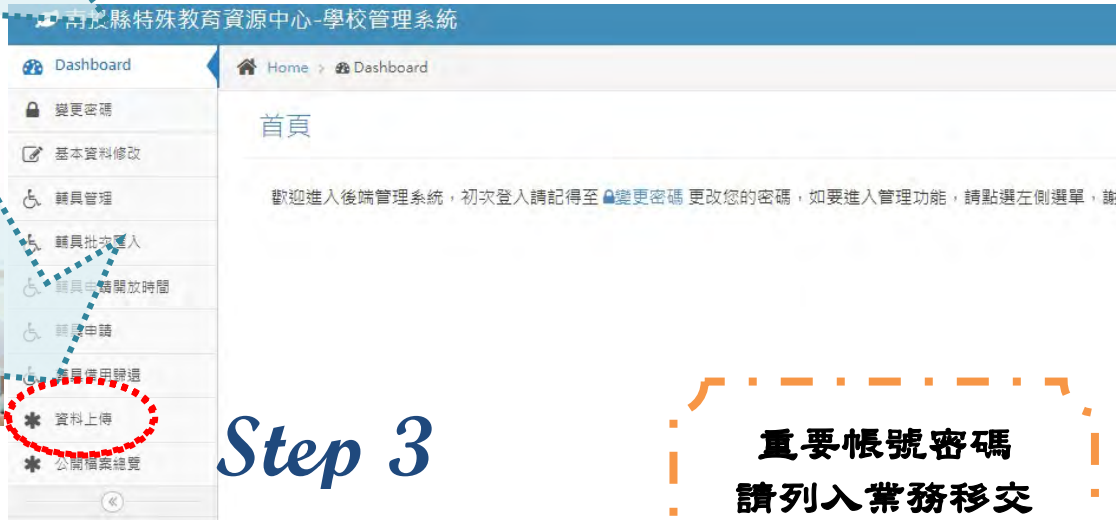 南投縣特殊教育資源中心-學校管理系統
Dashboard
Home > Dashboard
變更密碼
首頁
基本資料修改
輔具管理
歡迎進入後端管理系統，初次登入請記得至 變更密碼 更改您的密碼，如要進入管理功能，請點選左側選單，謝
輔具批次匯入
輔具申請開放時間
輔具申請
輔具借用歸還
資料上傳
公開檔案總覽
Step 3
重要帳號密碼
請列入業務移交